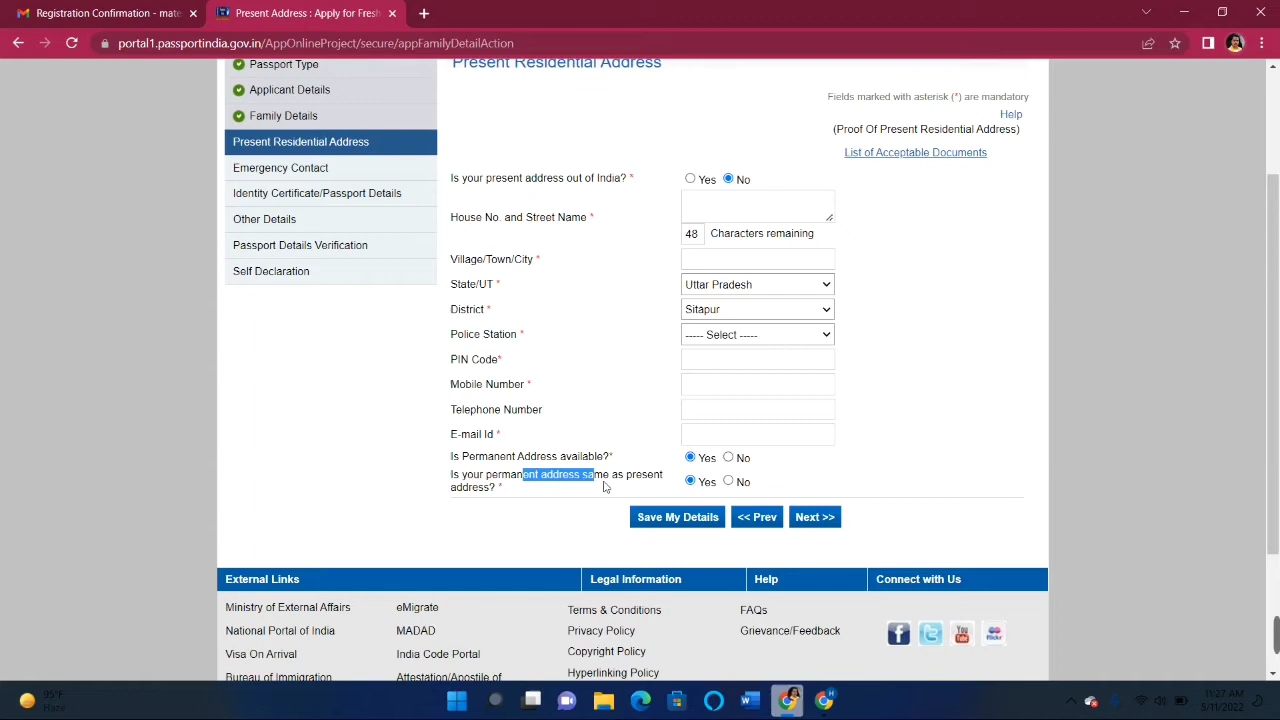 Registration Confirmation - mate
Present Address : Apply for Fresh
portal1.passportindia.gov.in/AppOnlineProject/secure/appFamilyDetailAction
Passport Type
Applicant Details
Family Details
Present Residential Address
Emergency Contact
Identity Certificate/Passport Details
Other Details
Passport Details Verification
Self Declaration
Present Residential Address
Fields marked with asterisk (*) are mandatory
Help
(Proof Of Present Residential Address)
List of Acceptable Documents
Is your present address out of India? * Yes No
House No. and Street Name *
48 Characters remaining
Village/Town/City *
State/UT * Uttar Pradesh
District * Sitapur
Police Station * ----- Select -----
PIN Code*
Mobile Number *
Telephone Number
E-mail Id *
Is Permanent Address available?* Yes No
Is your permanent address same as present
address? * Yes No
Save My Details << Prev Next >>
External Links Legal Information Help Connect with Us
Ministry of External Affairs eMigrate Terms & Conditions FAQs
National Portal of India MADAD Privacy Policy Grievance/Feedback
Visa On Arrival India Code Portal Copyright Policy
Bureau of Immigration Attestation/Apostle of Hyperlinking Policy
You
Tube
flickr
95°F
Haze
11:27 AM
5/11/2022